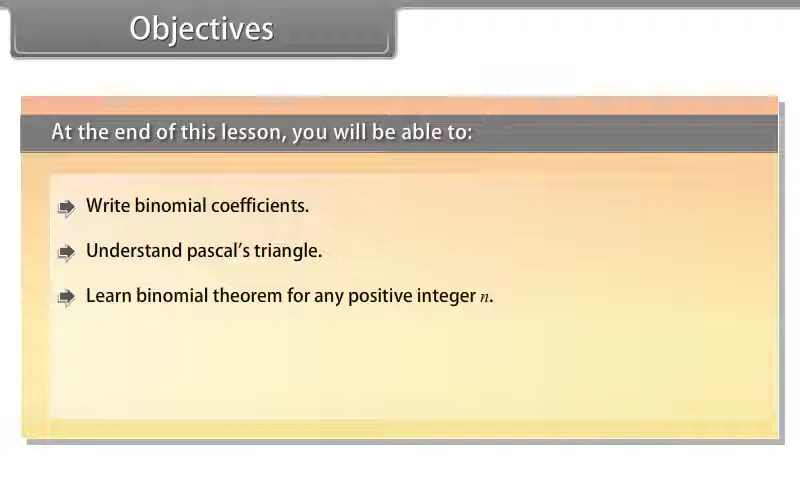 Objectives
At the end of this lesson, you will be able to:
Write binomial coefficients.
Understand pascal's triangle.
Learn binomial theorem for any positive integer n.